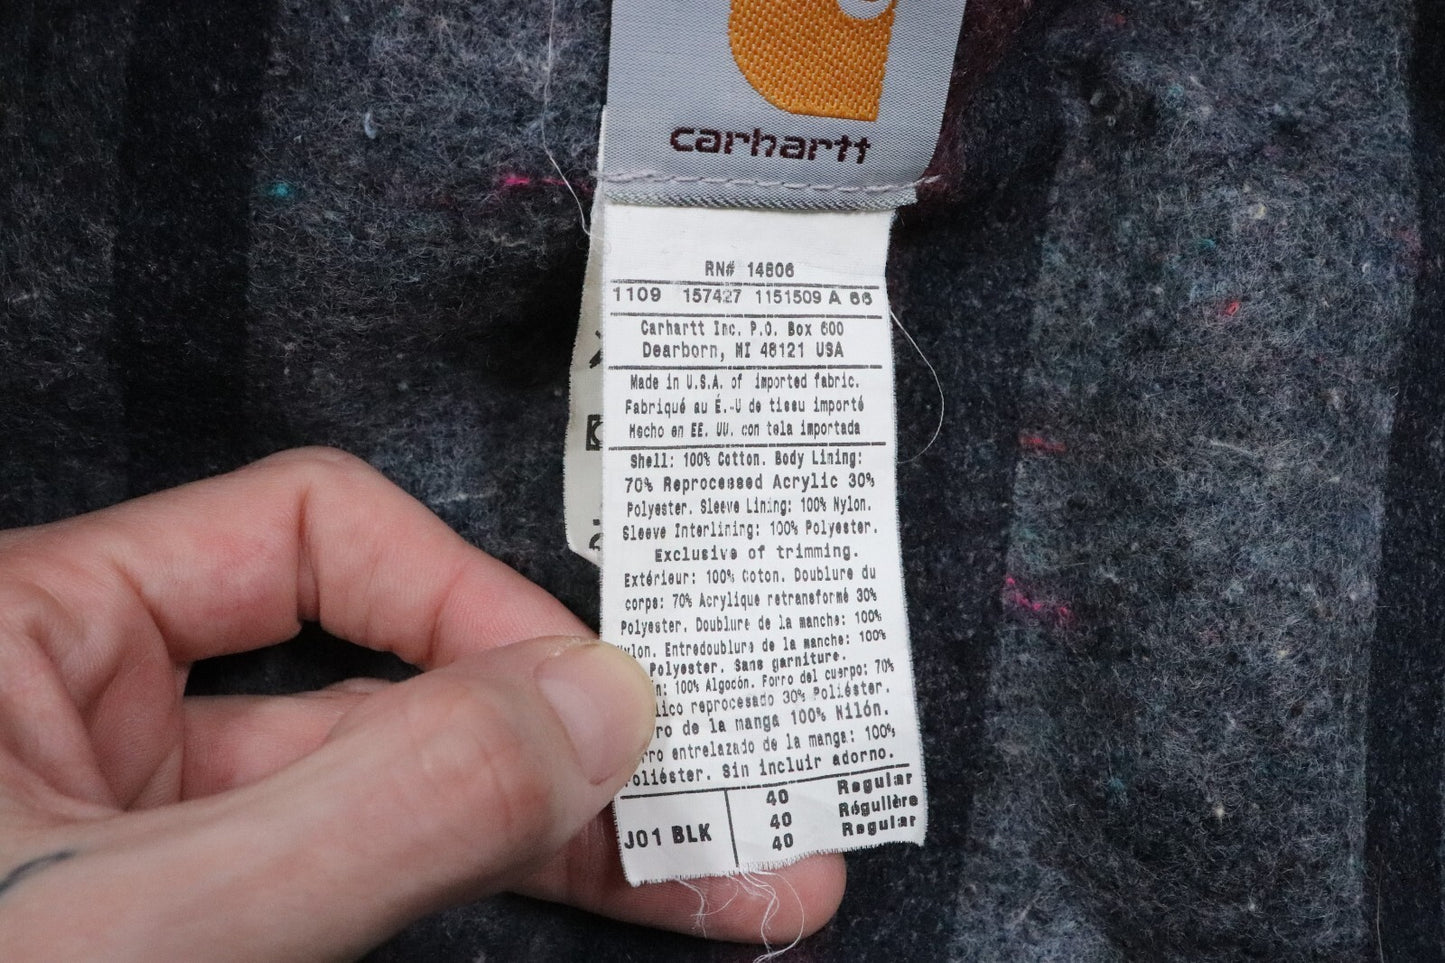 carhartt
RN# 14806
1109 157427 1151509 A 66
Carhartt Inc. P.O. Box 600
Dearborn, MI 48121 USA
Made in U.S.A. of imported fabric.
Fabriqué au É.-U de tissu importé
Hecho en EE. UU. con tela importada
Shell: 100% Cotton. Body Lining:
70% Reprocessed Acrylic 30%
Polyester. Sleeve Lining: 100% Nylon.
Sleeve Interlining: 100% Polyester.
Exclusive of trimming.
Extérieur: 100% Coton. Doublure du
corps: 70% Acrylique retransformé 30%
Polyester. Doublure de la manche: 100%
Nylon. Entredoublure de la manche: 100%
Polyester. Sans garniture.
100% Algocón. Forro del cuerpo: 70%
reprocesado 30% Poliéster.
de la manga 100% Nilón.
entrelazado de la manga: 100%
Poliéster. Sin incluir adorno.
J01 BLK
40 Regular
40 Régulière
40 Regular